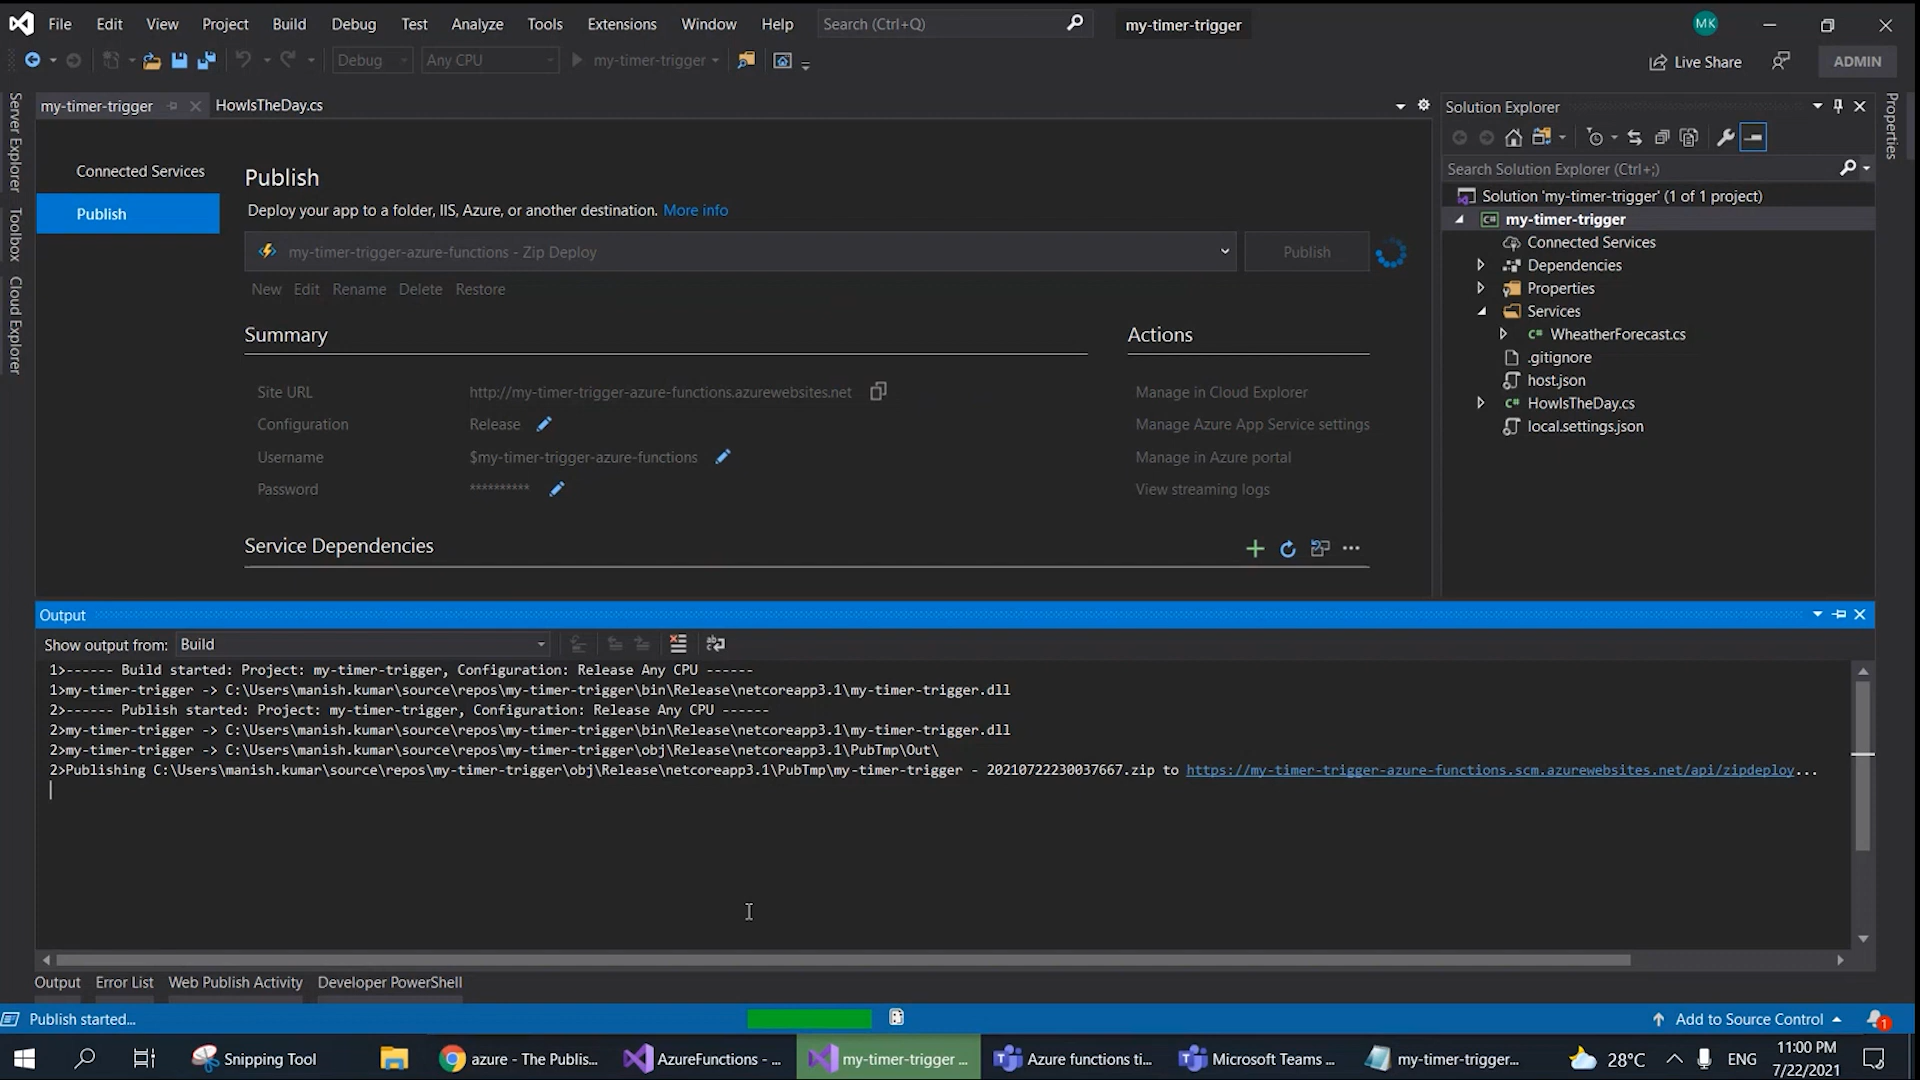 File Edit View Project Build Debug Test Analyze Tools Extensions Window Help Search (Ctrl+Q) my-timer-trigger MK
Debug Any CPU my-timer-trigger Live Share ADMIN
Server Explorer
Toolbox
Cloud Explorer
my-timer-trigger HowIsTheDay.cs
Connected Services
Publish
Publish
Deploy your app to a folder, IIS, Azure, or another destination. More info
my-timer-trigger-azure-functions - Zip Deploy Publish
New Edit Rename Delete Restore
Summary
Site URL http://my-timer-trigger-azure-functions.azurewebsites.net
Configuration Release
Username $my-timer-trigger-azure-functions
Password **********
Actions
Manage in Cloud Explorer
Manage Azure App Service settings
Manage in Azure portal
View streaming logs
Service Dependencies
Solution Explorer
Search Solution Explorer (Ctrl+;)
Solution 'my-timer-trigger' (1 of 1 project)
my-timer-trigger
Connected Services
Dependencies
Properties
Services
WheatherForecast.cs
.gitignore
host.json
HowIsTheDay.cs
local.settings.json
Properties
Output
Show output from: Build
1>------ Build started: Project: my-timer-trigger, Configuration: Release Any CPU ------
1>my-timer-trigger -> C:\Users\manish.kumar\source\repos\my-timer-trigger\bin\Release\netcoreapp3.1\my-timer-trigger.dll
2>------ Publish started: Project: my-timer-trigger, Configuration: Release Any CPU ------
2>my-timer-trigger -> C:\Users\manish.kumar\source\repos\my-timer-trigger\bin\Release\netcoreapp3.1\my-timer-trigger.dll
2>my-timer-trigger -> C:\Users\manish.kumar\source\repos\my-timer-trigger\obj\Release\netcoreapp3.1\PubTmp\Out\
2>Publishing C:\Users\manish.kumar\source\repos\my-timer-trigger\obj\Release\netcoreapp3.1\PubTmp\my-timer-trigger - 20210722230037667.zip to https://my-timer-trigger-azure-functions.scm.azurewebsites.net/api/zipdeploy...
Output Error List Web Publish Activity Developer PowerShell
Publish started... Add to Source Control 1
Snipping Tool azure - The Publis... AzureFunctions - ... my-timer-trigger ... Azure functions ti... Microsoft Teams ... my-timer-trigger... 28°C ENG 11:00 PM
7/22/2021